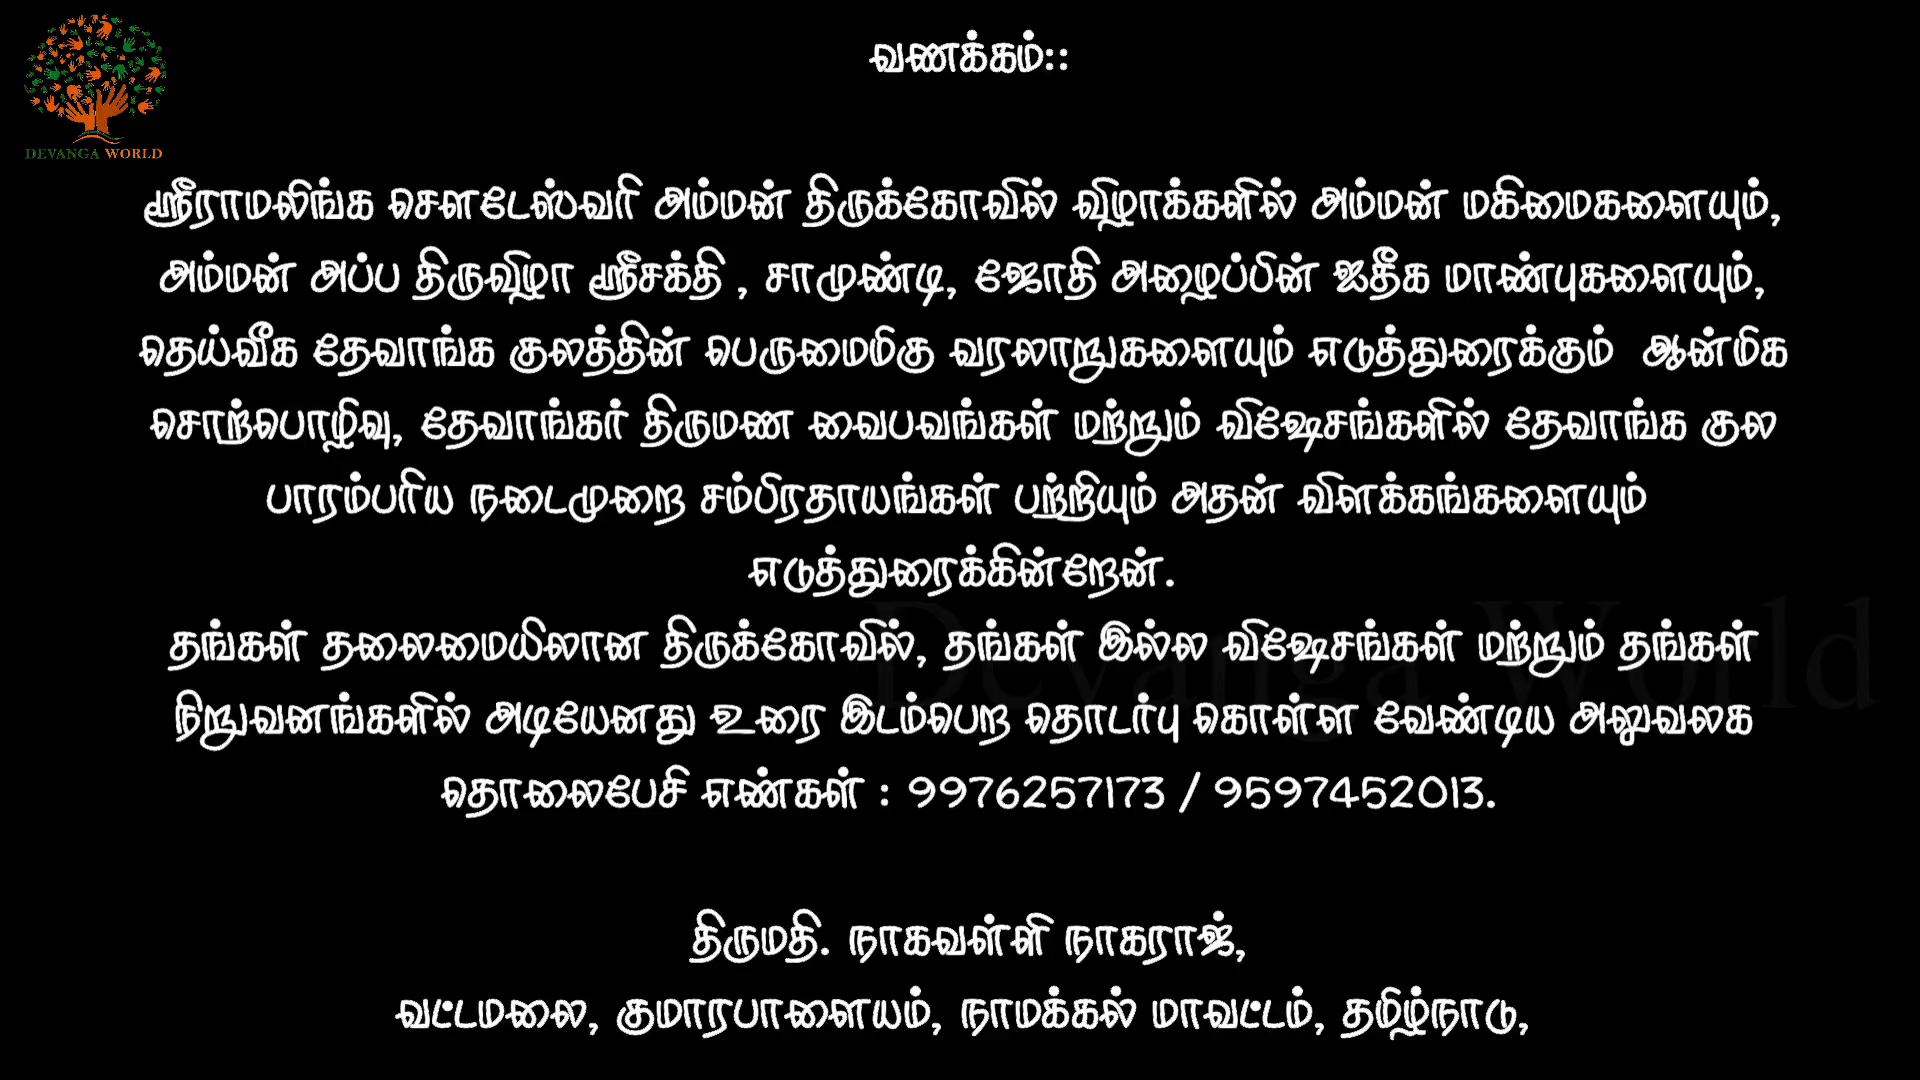 வணக்கம்::
DEVANGA WORLD
ஸ்ரீராமலிங்க சௌடேஸ்வரி அம்மன் திருக்கோவில் விழாக்களில் அம்மன் மகிமைகளையும்,
அம்மன் அப்ப திருவிழா ஸ்ரீசக்தி , சாமுண்டி, ஜோதி அழைப்பின் ஐதீக மாண்புகளையும்,
தெய்வீக தேவாங்க குலத்தின் பெருமைமிகு வரலாறுகளையும் எடுத்துரைக்கும் ஆன்மிக
சொற்பொழிவு, தேவாங்கர் திருமண வைபவங்கள் மற்றும் விஷேசங்களில் தேவாங்க குல
பாரம்பரிய நடைமுறை சம்பிரதாயங்கள் பற்றியும் அதன் விளக்கங்களையும்
எடுத்துரைக்கின்றேன்.
தங்கள் தலைமையிலான திருக்கோவில், தங்கள் இல்ல விஷேசங்கள் மற்றும் தங்கள்
நிறுவனங்களில் அடியேனது உரை இடம்பெற தொடர்பு கொள்ள வேண்டிய அலுவலக
தொலைபேசி எண்கள் : 9976257173 / 9597452013.
Devanga World
திருமதி. நாகவள்ளி நாகராஜ்,
வட்டமலை, குமாரபாளையம், நாமக்கல் மாவட்டம், தமிழ்நாடு,